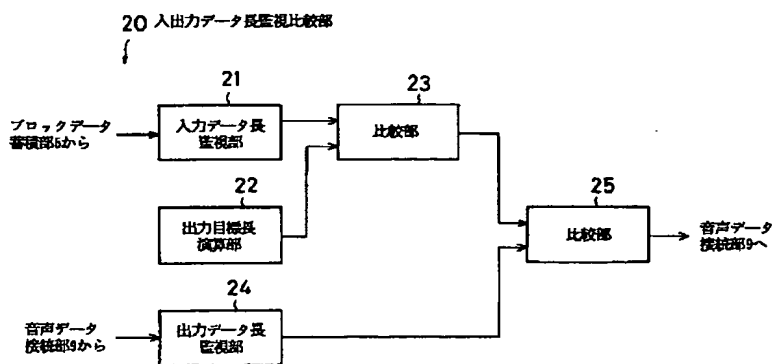 20 入出力データ長監視比較部
21
23
ブロックデータ
蓄積部5から
入力データ長
監視部
比較部
22
25
出力目標長
演算部
比較部
音声データ
接続部9へ
24
音声データ
接続部9から
出力データ長
監視部